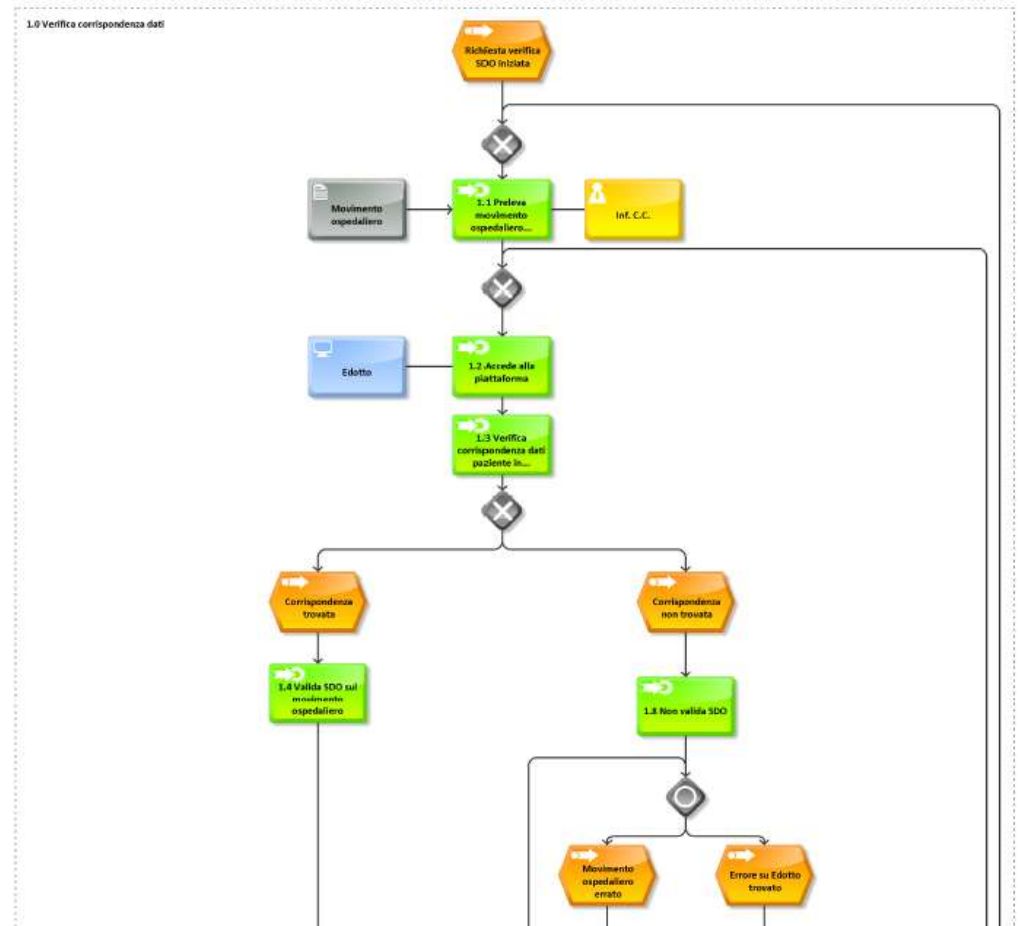 1.0 Verifica corrispondenza dati
Richiesta verifica
SDO iniziata
Movimento
ospedaliero
1.1 Preleva
movimento
ospedaliero...
Inf. C.C.
Edotto
1.2 Accede alla
piattaforma
1.3 Verifica
corrispondenza dati
paziente in...
Corrispondenza
trovata
Corrispondenza
non trovata
1.4 Valida SDO sul
movimento
ospedaliero
1.8 Non valida SDO
Movimento
ospedaliero
errato
Errore su Edotto
trovato